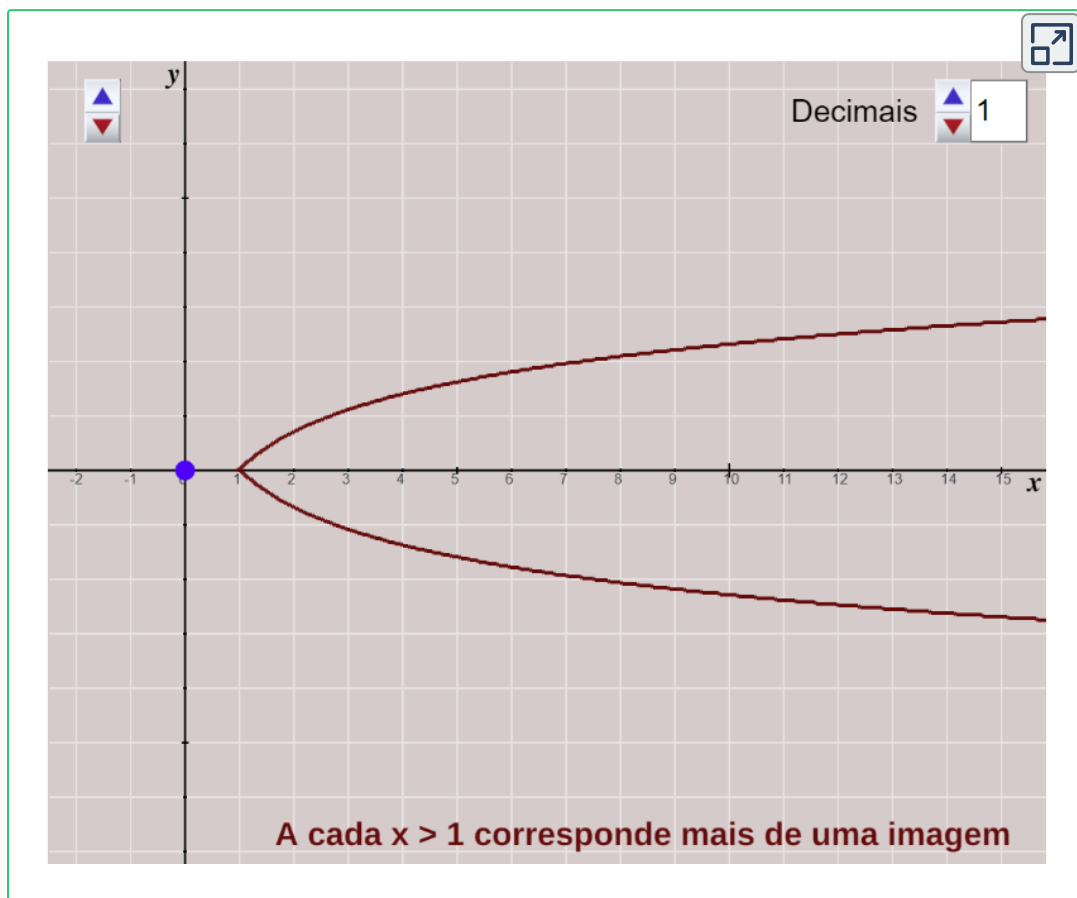 y
Decimais 1
-2 -1 1 2 3 4 5 6 7 8 9 10 11 12 13 14 15 x
A cada x > 1 corresponde mais de uma imagem